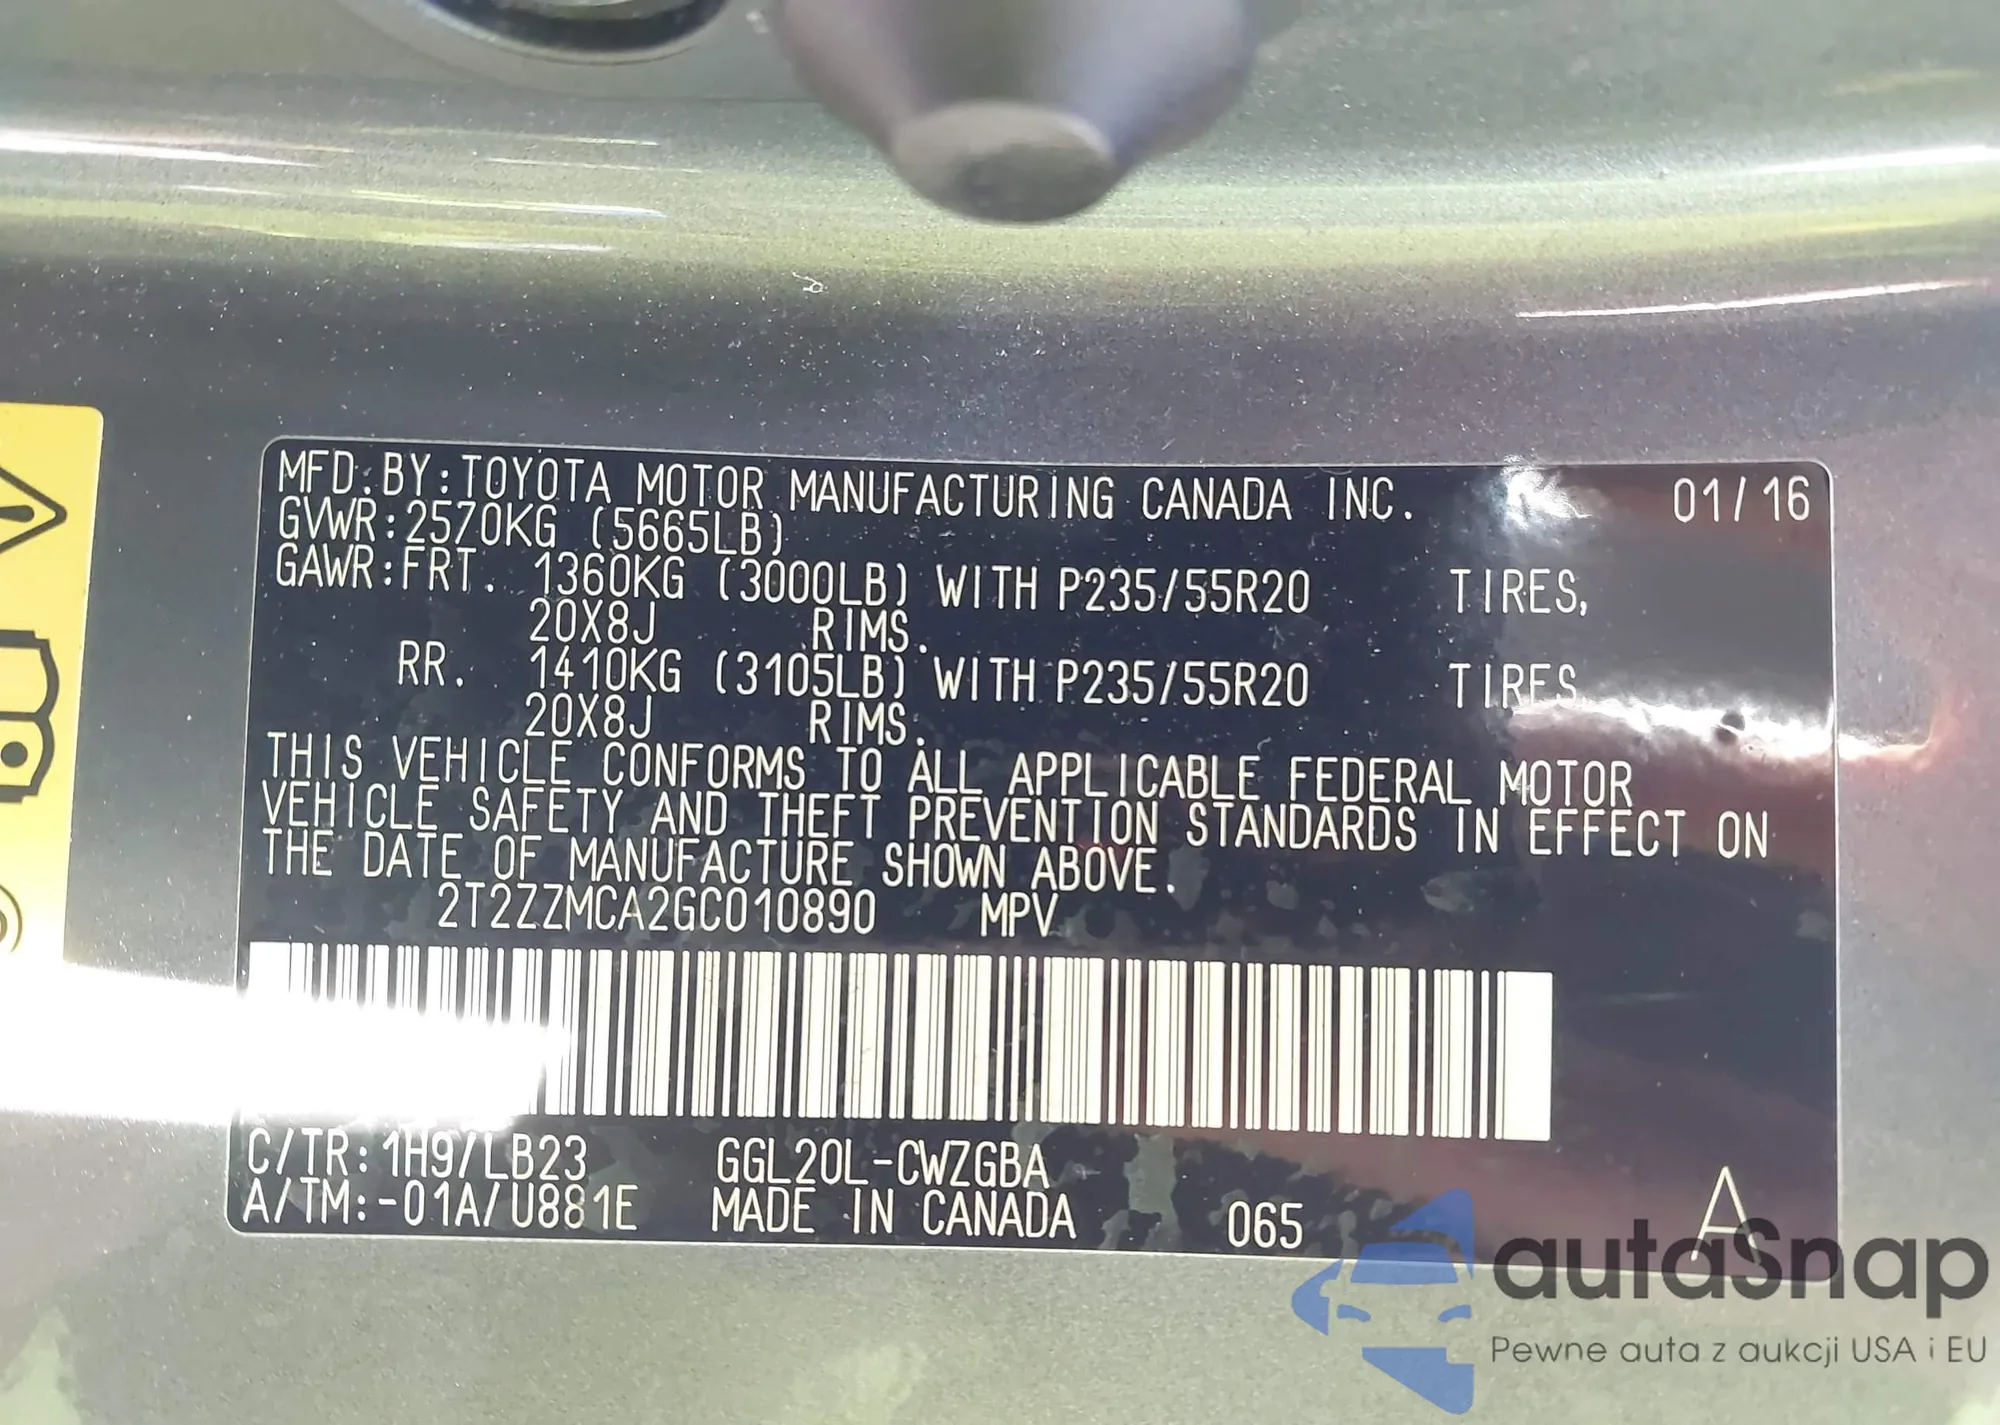 MFD.BY:TOYOTA MOTOR MANUFACTURING CANADA INC. 01/16
GVWR:2570KG (5665LB)
GAWR:FRT. 1360KG (3000LB) WITH P235/55R20 TIRES,
20X8J RIMS.
RR. 1410KG (3105LB) WITH P235/55R20 TIRES
20X8J RIMS.
THIS VEHICLE CONFORMS TO ALL APPLICABLE FEDERAL MOTOR
VEHICLE SAFETY AND THEFT PREVENTION STANDARDS IN EFFECT ON
THE DATE OF MANUFACTURE SHOWN ABOVE.
2T2ZZMCA2GC010890 MPV
C/TR:1H9/LB23 GGL20L-CWZGBA
A/TM:-01A/U881E MADE IN CANADA 065 A
autaSnap
Pewne auta z aukcji USA i EU